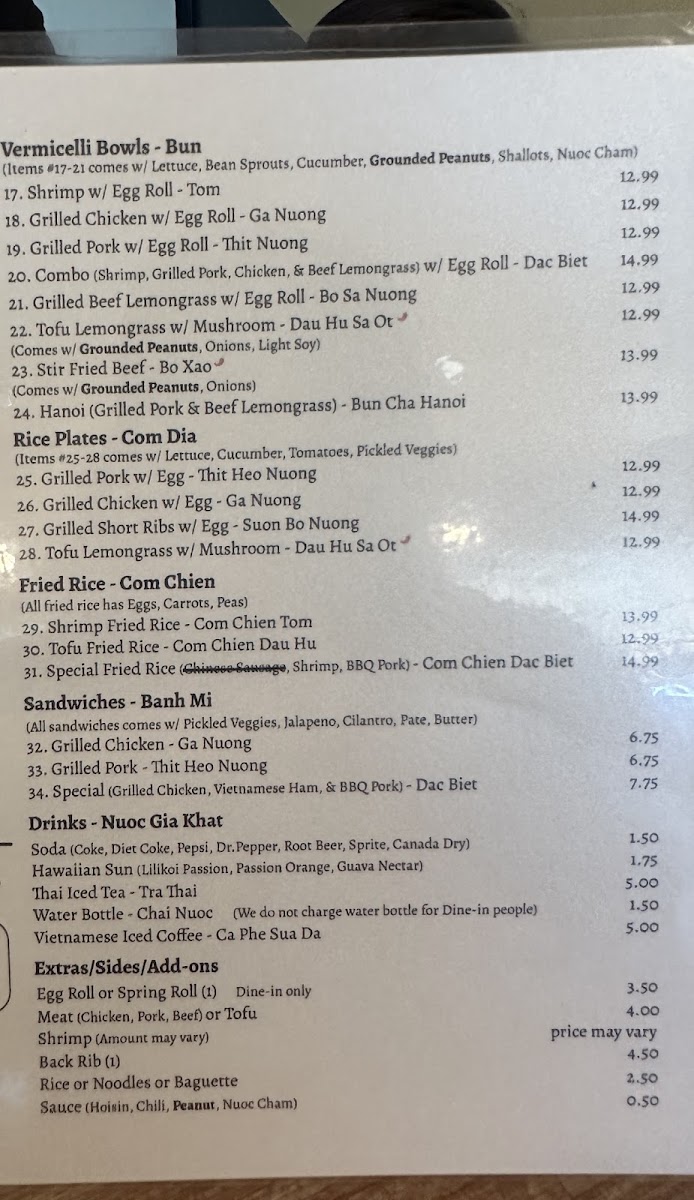 Vermicelli Bowls - Bun
(Items #17-21 comes w/ Lettuce, Bean Sprouts, Cucumber, Grounded Peanuts, Shallots, Nuoc Cham)
17. Shrimp w/ Egg Roll - Tom 12.99
18. Grilled Chicken w/ Egg Roll - Ga Nuong 12.99
19. Grilled Pork w/ Egg Roll - Thit Nuong 12.99
20. Combo (Shrimp, Grilled Pork, Chicken, & Beef Lemongrass) w/ Egg Roll - Dac Biet 14.99
21. Grilled Beef Lemongrass w/ Egg Roll - Bo Sa Nuong 12.99
22. Tofu Lemongrass w/ Mushroom - Dau Hu Sa Ot 12.99
(Comes w/ Grounded Peanuts, Onions, Light Soy)
23. Stir Fried Beef - Bo Xao 13.99
(Comes w/ Grounded Peanuts, Onions)
24. Hanoi (Grilled Pork & Beef Lemongrass) - Bun Cha Hanoi 13.99
Rice Plates - Com Dia
(Items #25-28 comes w/ Lettuce, Cucumber, Tomatoes, Pickled Veggies)
25. Grilled Pork w/ Egg - Thit Heo Nuong 12.99
26. Grilled Chicken w/ Egg - Ga Nuong 12.99
27. Grilled Short Ribs w/ Egg - Suon Bo Nuong 14.99
28. Tofu Lemongrass w/ Mushroom - Dau Hu Sa Ot 12.99
Fried Rice - Com Chien
(All fried rice has Eggs, Carrots, Peas)
29. Shrimp Fried Rice - Com Chien Tom 13.99
30. Tofu Fried Rice - Com Chien Dau Hu 12.99
31. Special Fried Rice (Chinese Sausage, Shrimp, BBQ Pork) - Com Chien Dac Biet 14.99
Sandwiches - Banh Mi
(All sandwiches comes w/ Pickled Veggies, Jalapeno, Cilantro, Pate, Butter)
32. Grilled Chicken - Ga Nuong 6.75
33. Grilled Pork - Thit Heo Nuong 6.75
34. Special (Grilled Chicken, Vietnamese Ham, & BBQ Pork) - Dac Biet 7.75
Drinks - Nuoc Gia Khat
Soda (Coke, Diet Coke, Pepsi, Dr.Pepper, Root Beer, Sprite, Canada Dry) 1.50
Hawaiian Sun (Lilikoi Passion, Passion Orange, Guava Nectar) 1.75
Thai Iced Tea - Tra Thai 5.00
Water Bottle - Chai Nuoc (We do not charge water bottle for Dine-in people) 1.50
Vietnamese Iced Coffee - Ca Phe Sua Da 5.00
Extras/Sides/Add-ons
Egg Roll or Spring Roll (1) Dine-in only 3.50
Meat (Chicken, Pork, Beef) or Tofu 4.00
Shrimp (Amount may vary) price may vary
Back Rib (1) 4.50
Rice or Noodles or Baguette 2.50
Sauce (Hoisin, Chili, Peanut, Nuoc Cham) 0.50